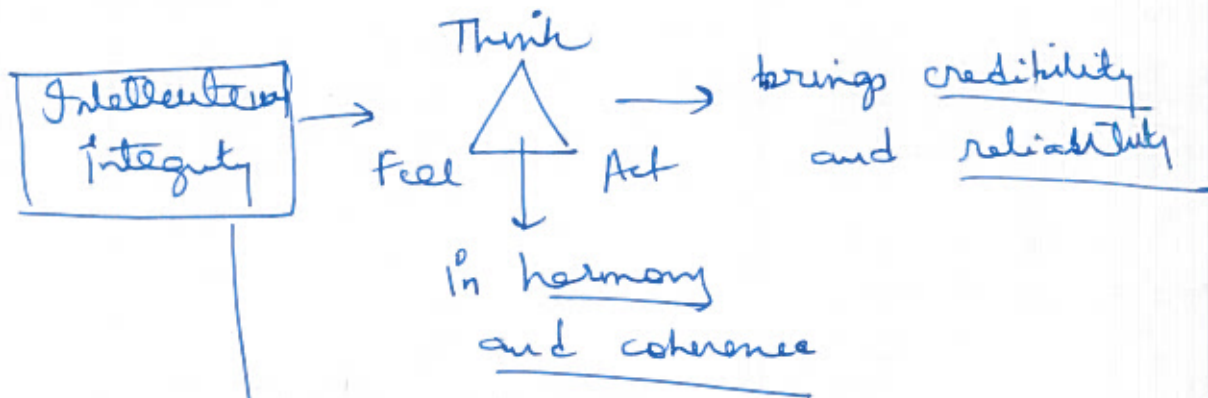 Think
Intellectual
integrity
Feel
Act
brings credibility
and reliability
in harmony
and coherence